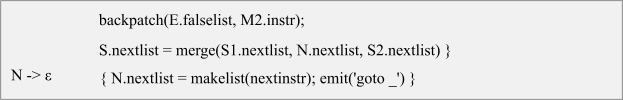 backpatch(E.falselist, M2.instr);
S.nextlist = merge(S1.nextlist, N.nextlist, S2.nextlist) }
N -> ε { N.nextlist = makelist(nextinstr); emit('goto _') }